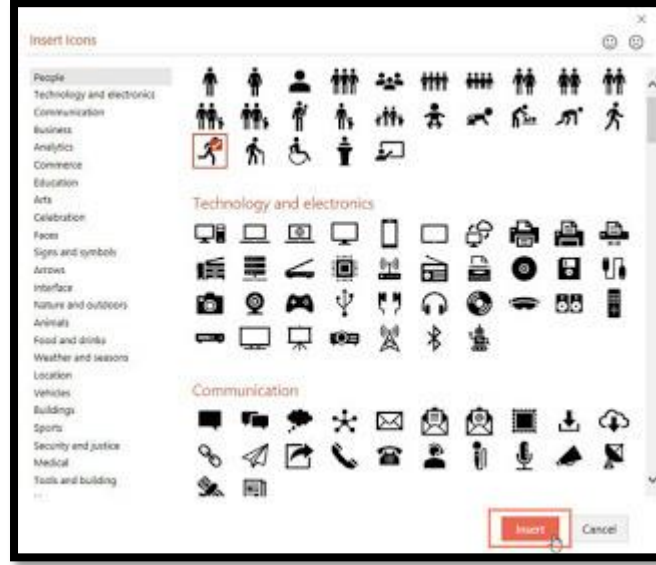 Insert Icons
People
Technology and electronics
Communication
Business
Analytics
Commerce
Education
Arts
Celebration
Faces
Signs and symbols
Arrows
Interface
Nature and outdoors
Animals
Food and drinks
Weather and seasons
Location
Vehicles
Buildings
Sports
Security and justice
Medical
Tools and building
Technology and electronics
Communication
Insert
Cancel